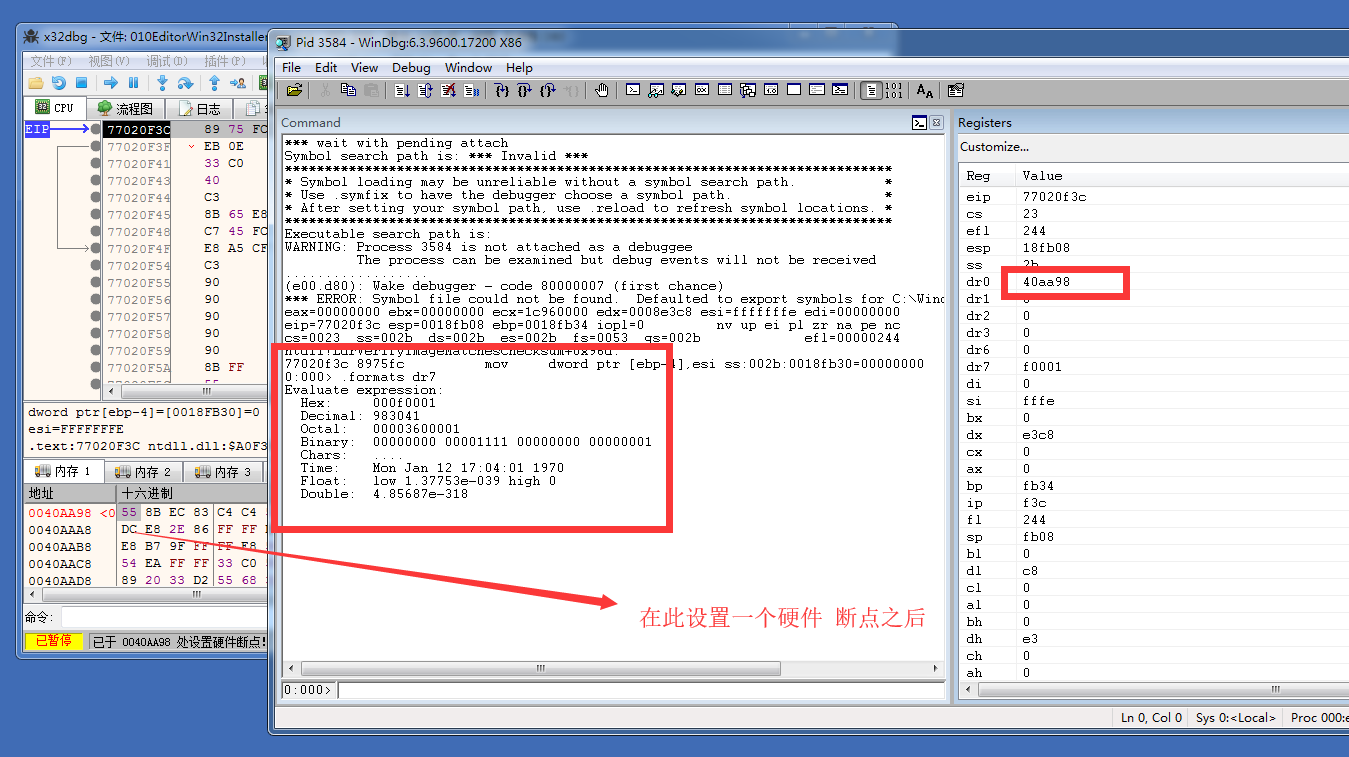 x32dbg - 文件: 010EditorWin32Installer
文件(F) 视图(V) 调试(D) 插件(P)
CPU 流程图 日志
EIP
77020F3C 89 75 FC
77020F3F EB 0E
77020F41 33 C0
77020F43 40
77020F44 C3
77020F45 8B 65 E8
77020F48 C7 45 FC
77020F4F E8 A5 CF
77020F54 C3
77020F55 90
77020F56 90
77020F57 90
77020F58 90
77020F59 90
77020F5A 8B FF
dword ptr[ebp-4]=[0018FB30]=0
esi=FFFFFFFE
.text:77020F3C ntdll.dll:$A0F3
内存 1 内存 2 内存 3
地址 十六进制
0040AA98 <0 55 8B EC 83 C4 C4
0040AAA8 DC E8 2E 86 FF FF
0040AAB8 E8 B7 9F FF FF E8
0040AAC8 54 EA FF FF 33 C0
0040AAD8 89 20 33 D2 55 68
命令:
已暂停 已于 0040AA98 处设置硬件断点!
Pid 3584 - WinDbg:6.3.9600.17200 X86
File Edit View Debug Window Help
Command
*** wait with pending attach
Symbol search path is: *** Invalid ***
****************************************************************************
* Symbol loading may be unreliable without a symbol search path. *
* Use .symfix to have the debugger choose a symbol path. *
* After setting your symbol path, use .reload to refresh symbol locations. *
****************************************************************************
Executable search path is:
WARNING: Process 3584 is not attached as a debuggee
The process can be examined but debug events will not be received
..................
(e00.d80): Wake debugger - code 80000007 (first chance)
*** ERROR: Symbol file could not be found. Defaulted to export symbols for C:\Wind
eax=00000000 ebx=00000000 ecx=1c960000 edx=0008e3c8 esi=fffffffe edi=00000000
eip=77020f3c esp=0018fb08 ebp=0018fb34 iopl=0 nv up ei pl zr na pe nc
cs=0023 ss=002b ds=002b es=002b fs=0053 gs=002b efl=00000244
ntdll!LdrVerifyImageMatchesChecksum+0x96d:
77020f3c 8975fc mov dword ptr [ebp-4],esi ss:002b:0018fb30=00000000
0:000> .formats dr7
Evaluate expression:
Hex: 000f0001
Decimal: 983041
Octal: 00003600001
Binary: 00000000 00001111 00000000 00000001
Chars: ....
Time: Mon Jan 12 17:04:01 1970
Float: low 1.37753e-039 high 0
Double: 4.85687e-318
在此设置一个硬件 断点之后
0:000>
Registers
Customize...
Reg Value
eip 77020f3c
cs 23
efl 244
esp 18fb08
ss 2b
dr0 40aa98
dr1 0
dr2 0
dr3 0
dr6 0
dr7 f0001
di 0
si fffe
bx 0
dx e3c8
cx 0
ax 0
bp fb34
ip f3c
fl 244
sp fb08
bl 0
dl c8
cl 0
al 0
bh 0
dh e3
ch 0
ah 0
Ln 0, Col 0 Sys 0:<Local> Proc 000:e